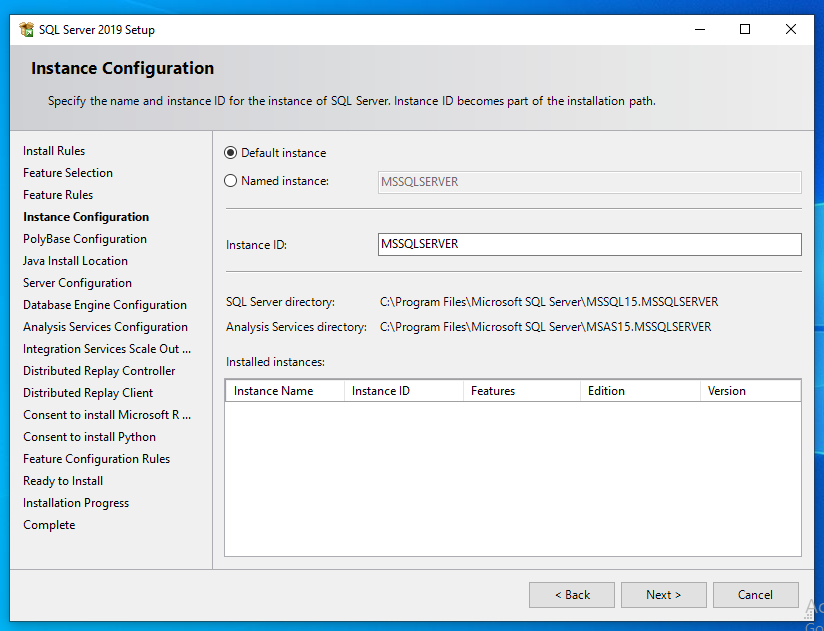 SQL Server 2019 Setup
Instance Configuration
Specify the name and instance ID for the instance of SQL Server. Instance ID becomes part of the installation path.
Install Rules
Feature Selection
Feature Rules
Instance Configuration
PolyBase Configuration
Java Install Location
Server Configuration
Database Engine Configuration
Analysis Services Configuration
Integration Services Scale Out ...
Distributed Replay Controller
Distributed Replay Client
Consent to install Microsoft R ...
Consent to install Python
Feature Configuration Rules
Ready to Install
Installation Progress
Complete
Default instance
Named instance: MSSQLSERVER
Instance ID: MSSQLSERVER
SQL Server directory: C:\Program Files\Microsoft SQL Server\MSSQL15.MSSQLSERVER
Analysis Services directory: C:\Program Files\Microsoft SQL Server\MSAS15.MSSQLSERVER
Installed instances:
Instance Name Instance ID Features Edition Version
< Back Next > Cancel